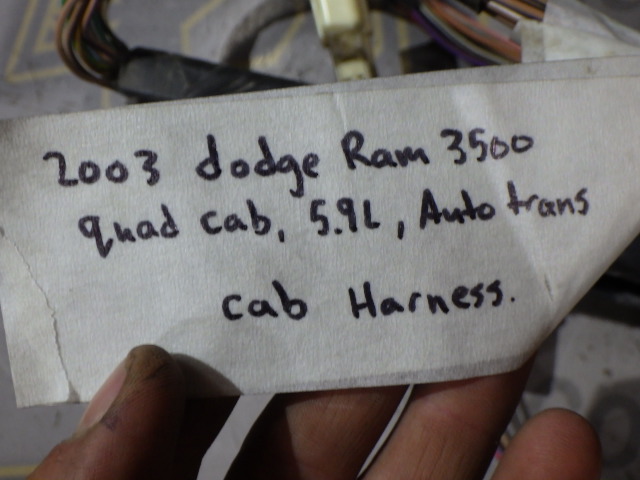 2003 dodge Ram 3500
quad cab, 5.9L, Auto trans
cab Harness.